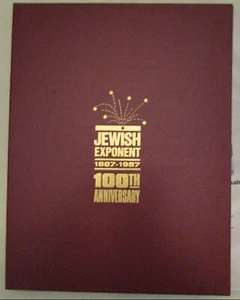 JEWISH
EXPONENT
1887-1987
100TH
ANNIVERSARY